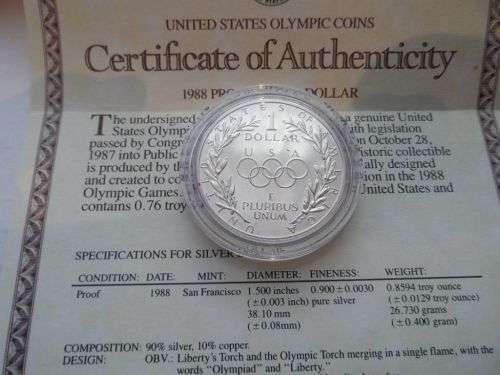 UNITED STATES OLYMPIC COINS
Certificate of Authenticity
1988 DOLLAR
The undersigned a genuine United
States Olympi legislation
passed by Congr on October 28,
1987 into Public historic collectible
is produced by th ally designed
and created to co ion in the 1988
Olympic Games. United States and
contains 0.76 troy
1
DOLLAR
USA
E
PLURIBUS
UNUM
SPECIFICATIONS FOR SILVER
CONDITION: DATE: MINT: DIAMETER: FINENESS: WEIGHT:
Proof 1988 San Francisco 1.500 inches 0.900 ± 0.0030 0.8594 troy ounce
(± 0.003 inch) pure silver (± 0.0129 troy ounce)
38.10 mm 26.730 grams
(± 0.08mm) (± 0.400 gram)
COMPOSITION: 90% silver, 10% copper.
DESIGN: OBV.: Liberty's Torch and the Olympic Torch merging in a single flame, with the
words "Olympiad" and "Liberty."